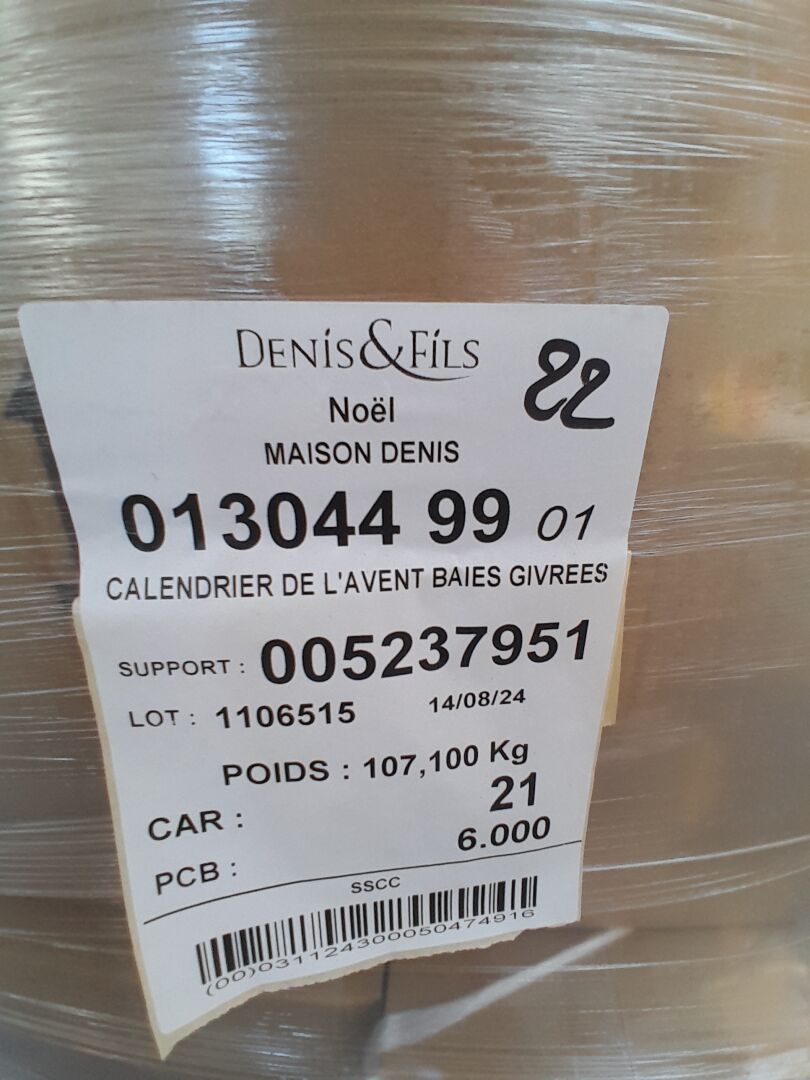 DENIS&FILS
22
Noël
MAISON DENIS
013044 99 01
CALENDRIER DE L'AVENT BAIES GIVREES
SUPPORT : 005237951
LOT : 1106515 14/08/24
POIDS : 107,100 Kg
CAR : 21
PCB : 6.000
SSCC
(00)031124300050474916